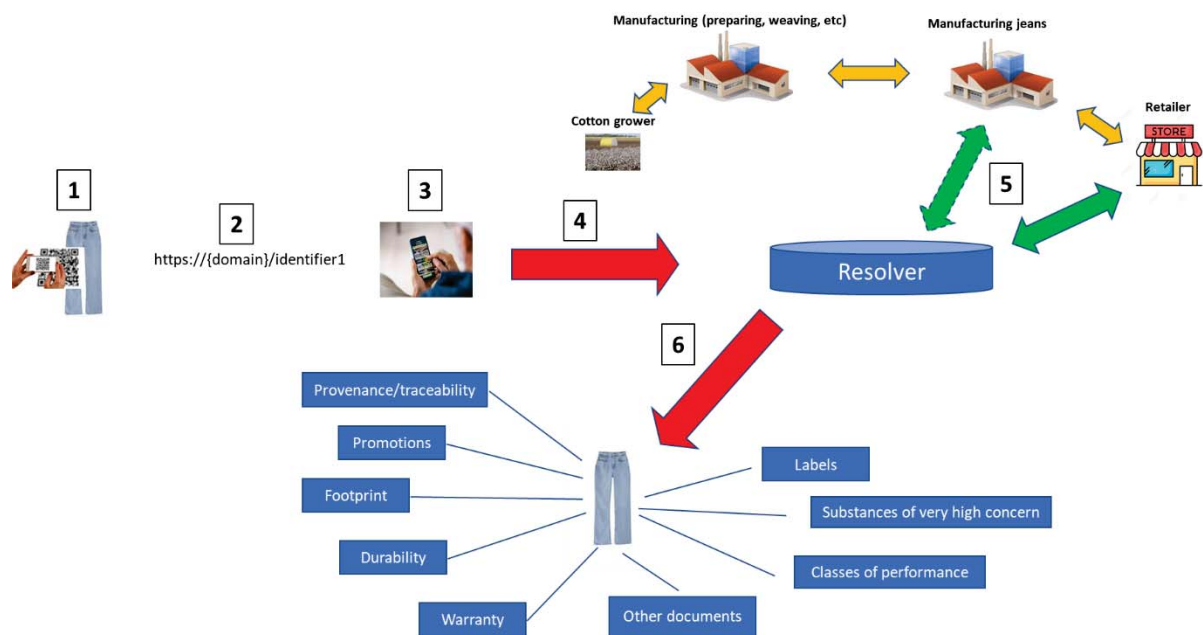 Manufacturing (preparing, weaving, etc)
Manufacturing jeans
Cotton grower
Retailer
STORE
1
2
3
4
5
https://{domain}/identifier1
Resolver
6
Provenance/traceability
Promotions
Footprint
Durability
Warranty
Labels
Substances of very high concern
Classes of performance
Other documents